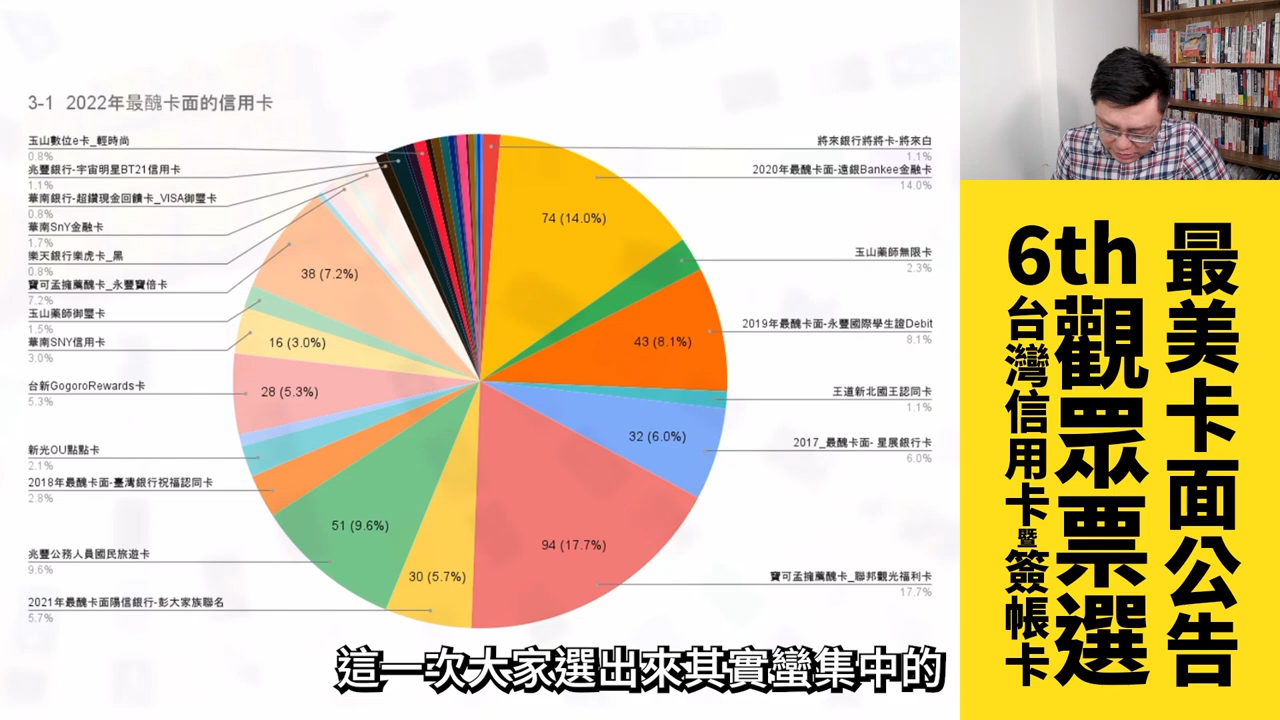 3-1 2022年最醜卡面的信用卡
玉山數位e卡_輕時尚
0.8%
兆豐銀行-宇宙明星BT21信用卡
1.1%
華南銀行-超鑽現金回饋卡_VISA御璽卡
0.8%
華南SnY金融卡
1.7%
樂天銀行樂虎卡_黑
0.8%
寶可孟擁薦醜卡_永豐寶倍卡
7.2%
玉山藥師御璽卡
1.5%
華南SNY信用卡
3.0%
台新GogoroRewards卡
5.3%
新光OU點點卡
2.1%
2018年最醜卡面-臺灣銀行祝福認同卡
2.8%
兆豐公務人員國民旅遊卡
9.6%
2021年最醜卡面陽信銀行-彭大家族聯名
5.7%
74 (14.0%)
38 (7.2%)
43 (8.1%)
16 (3.0%)
28 (5.3%)
32 (6.0%)
51 (9.6%)
94 (17.7%)
30 (5.7%)
將來銀行將將卡-將來白
1.1%
2020年最醜卡面-遠銀Bankee金融卡
14.0%
玉山藥師無限卡
2.3%
2019年最醜卡面-永豐國際學生證Debit
8.1%
王道新北國王認同卡
1.1%
2017_最醜卡面- 星展銀行卡
6.0%
寶可孟擁薦醜卡_聯邦觀光福利卡
17.7%
這一次大家選出來其實蠻集中的
最美卡面公告
6th觀眾票選
台灣信用卡暨簽帳卡